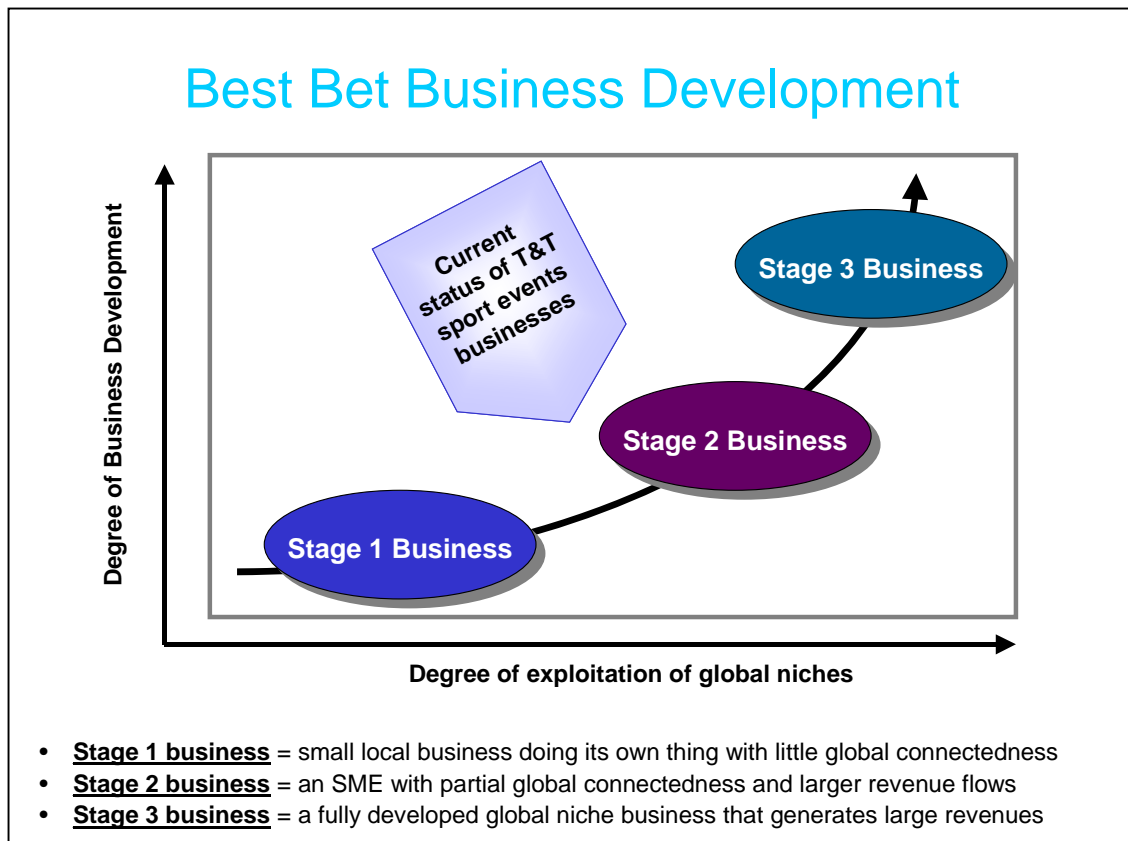 Best Bet Business Development
Degree of Business Development
Current
status of T&T
sport events
businesses
Stage 3 Business
Stage 2 Business
Stage 1 Business
Degree of exploitation of global niches
• Stage 1 business = small local business doing its own thing with little global connectedness
• Stage 2 business = an SME with partial global connectedness and larger revenue flows
• Stage 3 business = a fully developed global niche business that generates large revenues